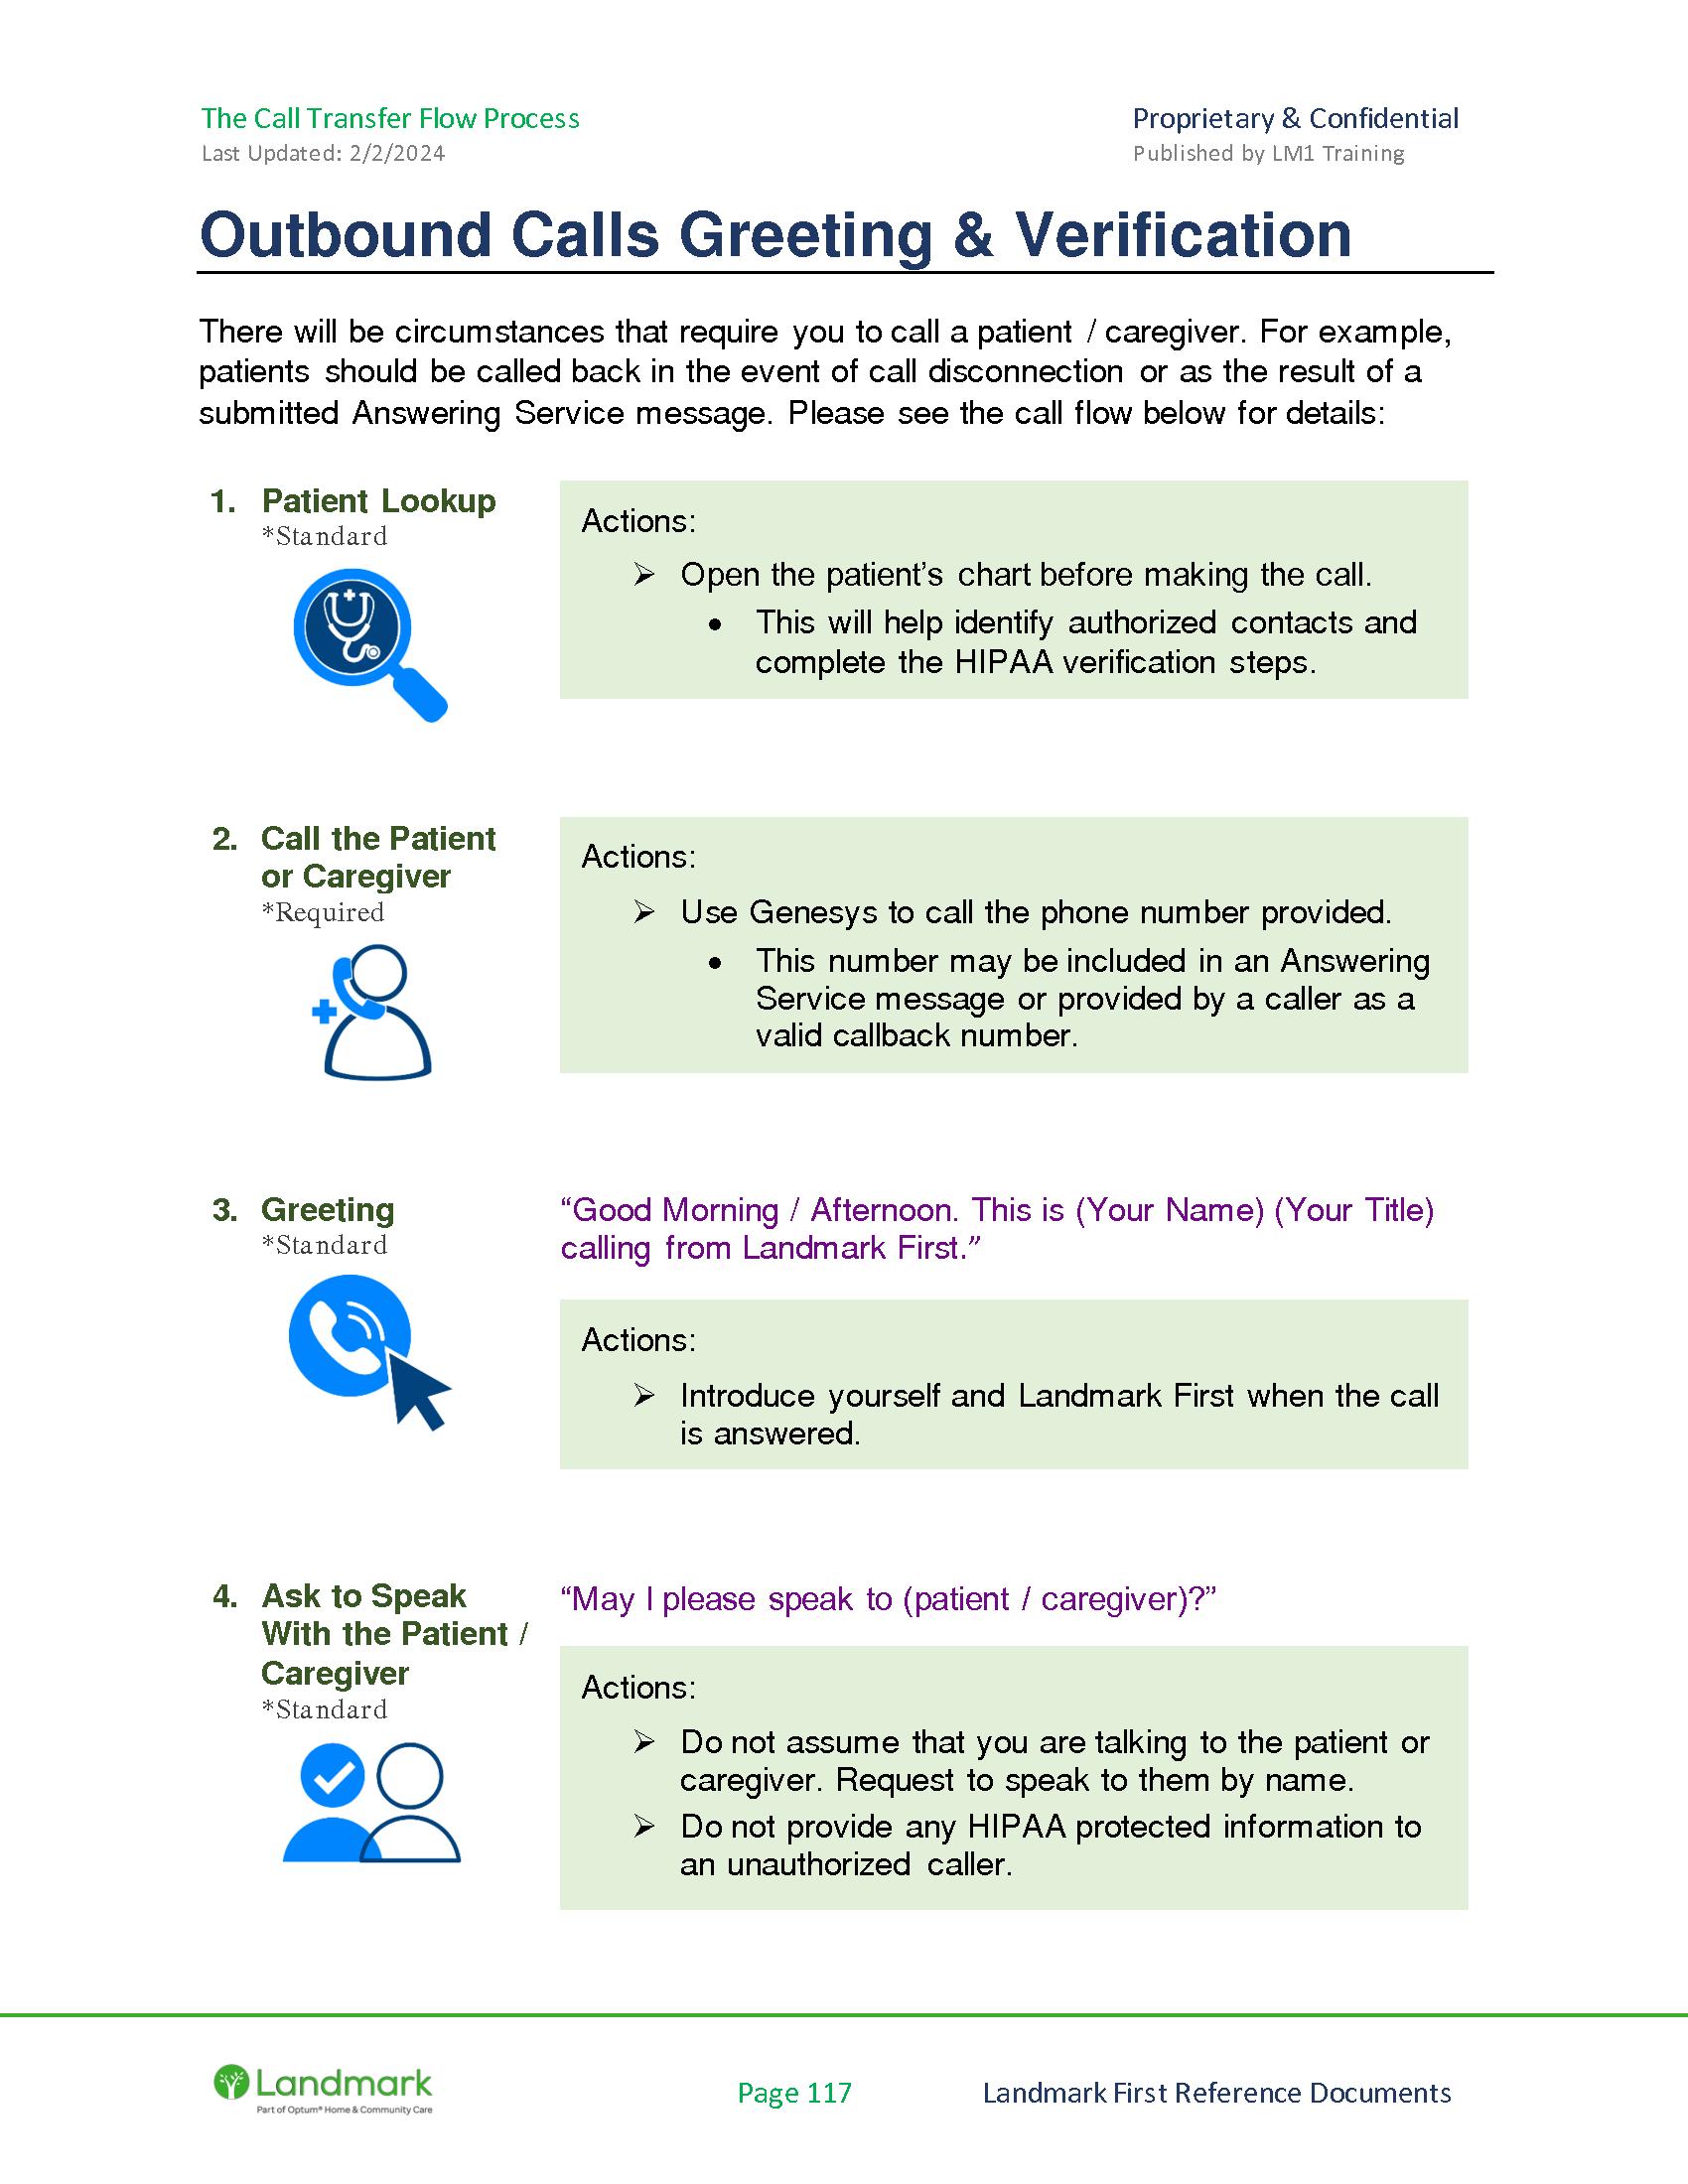 The Call Transfer Flow Process
Proprietary & Confidential
Last Updated: 2/2/2024
Published by LM1 Training
Outbound Calls Greeting & Verification
There will be circumstances that require you to call a patient / caregiver. For example,
patients should be called back in the event of call disconnection or as the result of a
submitted Answering Service message. Please see the call flow below for details:
1. Patient Lookup
*Standard
Actions:
➢ Open the patient’s chart before making the call.
• This will help identify authorized contacts and
complete the HIPAA verification steps.
2. Call the Patient
or Caregiver
*Required
Actions:
➢ Use Genesys to call the phone number provided.
• This number may be included in an Answering
Service message or provided by a caller as a
valid callback number.
3. Greeting
*Standard
“Good Morning / Afternoon. This is (Your Name) (Your Title)
calling from Landmark First.”
Actions:
➢ Introduce yourself and Landmark First when the call
is answered.
4. Ask to Speak
With the Patient /
Caregiver
*Standard
“May I please speak to (patient / caregiver)?”
Actions:
➢ Do not assume that you are talking to the patient or
caregiver. Request to speak to them by name.
➢ Do not provide any HIPAA protected information to
an unauthorized caller.
Landmark
Part of Optum® Home & Community Care
Page 117
Landmark First Reference Documents